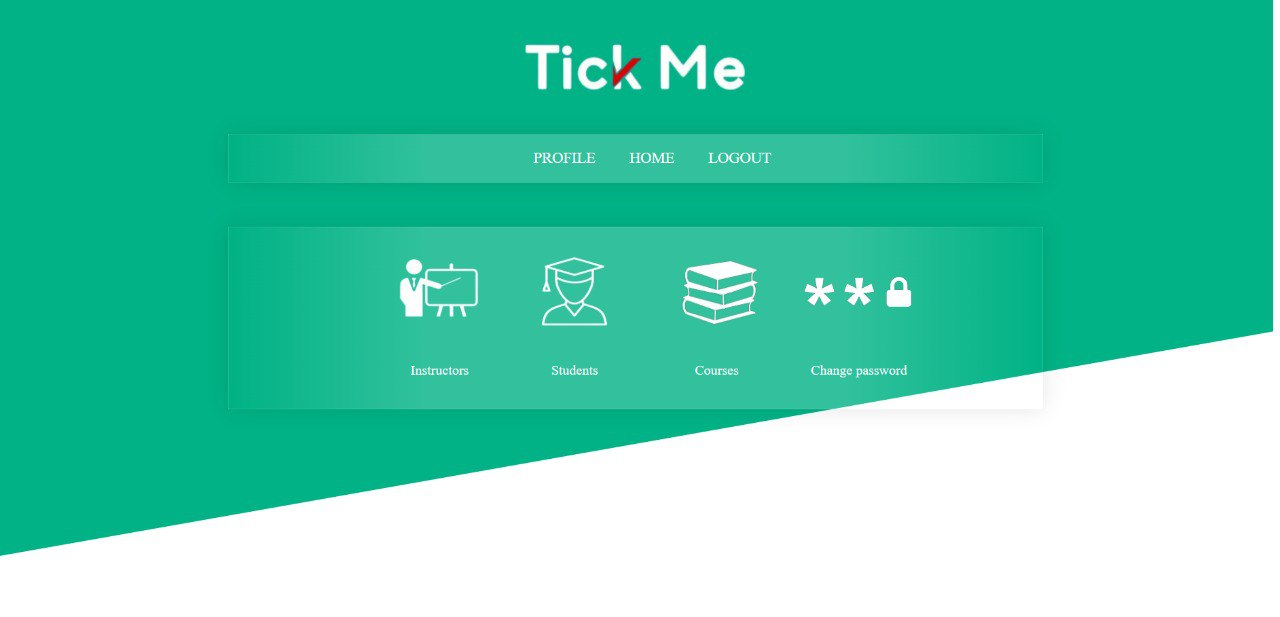 Tick Me
PROFILE HOME LOGOUT
Instructors Students Courses Change password